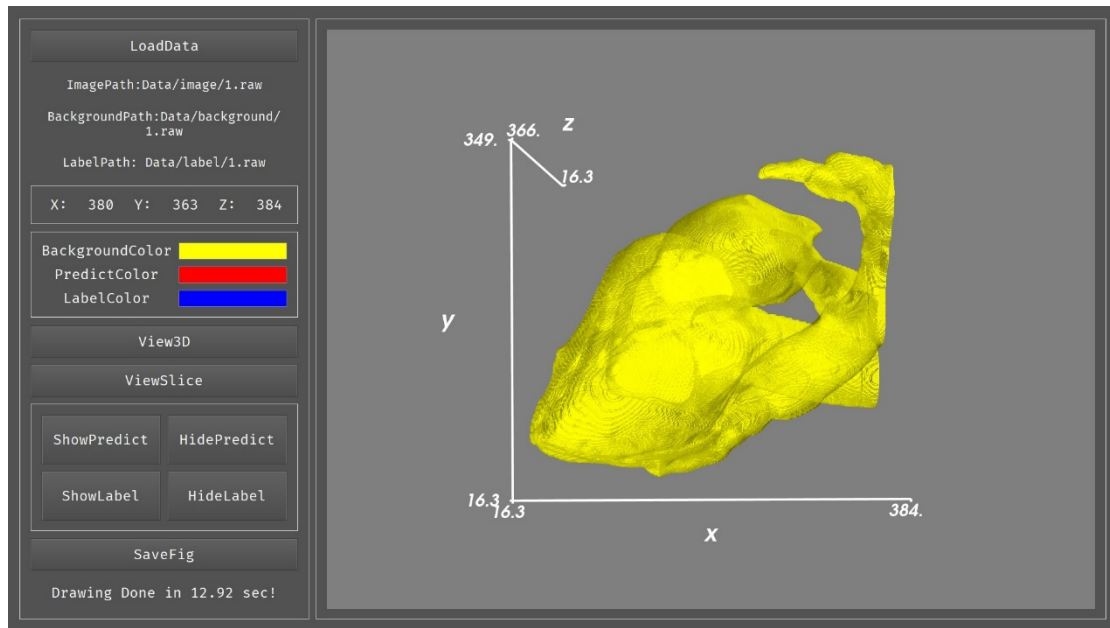 LoadData
ImagePath:Data/image/1.raw
BackgroundPath:Data/background/
1.raw
LabelPath: Data/label/1.raw
X: 380 Y: 363 Z: 384
BackgroundColor
PredictColor
LabelColor
View3D
ViewSlice
ShowPredict HidePredict
ShowLabel HideLabel
SaveFig
Drawing Done in 12.92 sec!
349. 366. z
16.3
y
16.3
16.3 384.
x